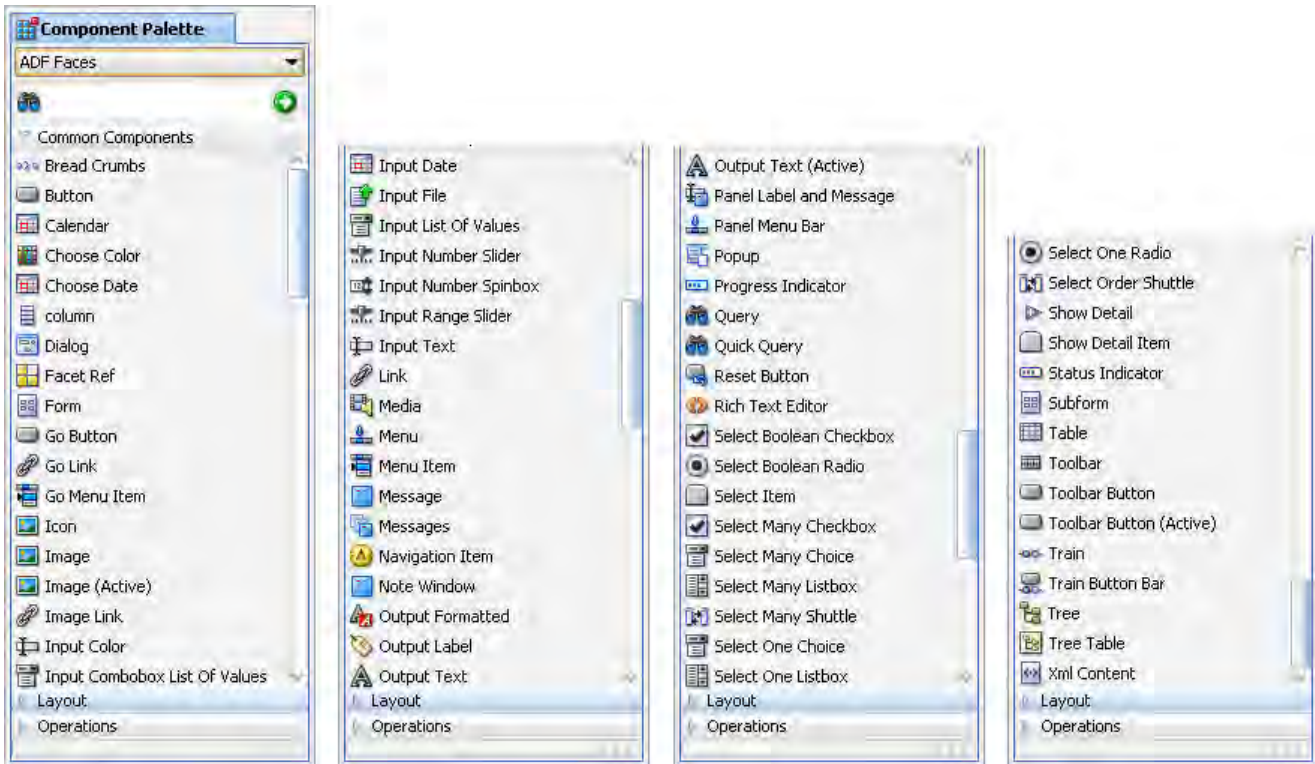 Component Palette
ADF Faces
Common Components
Bread Crumbs
Button
Calendar
Choose Color
Choose Date
column
Dialog
Facet Ref
Form
Go Button
Go Link
Go Menu Item
Icon
Image
Image (Active)
Image Link
Input Color
Input Combobox List Of Values
Layout
Operations
Input Date
Input File
Input List Of Values
Input Number Slider
Input Number Spinbox
Input Range Slider
Input Text
Link
Media
Menu
Menu Item
Message
Messages
Navigation Item
Note Window
Output Formatted
Output Label
Output Text
Layout
Operations
Output Text (Active)
Panel Label and Message
Panel Menu Bar
Popup
Progress Indicator
Query
Quick Query
Reset Button
Rich Text Editor
Select Boolean Checkbox
Select Boolean Radio
Select Item
Select Many Checkbox
Select Many Choice
Select Many Listbox
Select Many Shuttle
Select One Choice
Select One Listbox
Layout
Operations
Select One Radio
Select Order Shuttle
Show Detail
Show Detail Item
Status Indicator
Subform
Table
Toolbar
Toolbar Button
Toolbar Button (Active)
Train
Train Button Bar
Tree
Tree Table
Xml Content
Layout
Operations